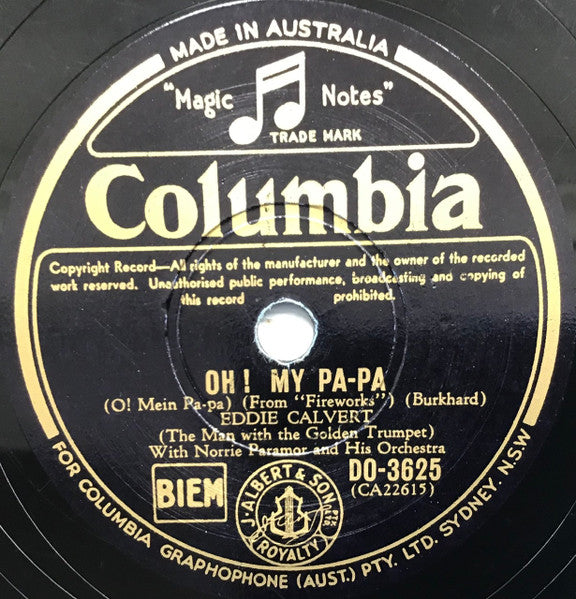 MADE IN AUSTRALIA
"Magic Notes"
TRADE MARK
Columbia
Copyright Record—All rights of the manufacturer and the owner of the recorded
work reserved. Unauthorised public performance, broadcasting and copying of
this record prohibited.
OH! MY PA-PA
(O! Mein Pa-pa) (From "Fireworks") (Burkhard)
EDDIE CALVERT
(The Man with the Golden Trumpet)
With Norrie Paramor and His Orchestra
DO-3625
(CA22615)
BIEM
J. ALBERT & SON
PTY. LTD.
ROYALTY
FOR COLUMBIA GRAPHOPHONE (AUST.) PTY. LTD. SYDNEY. N.S.W